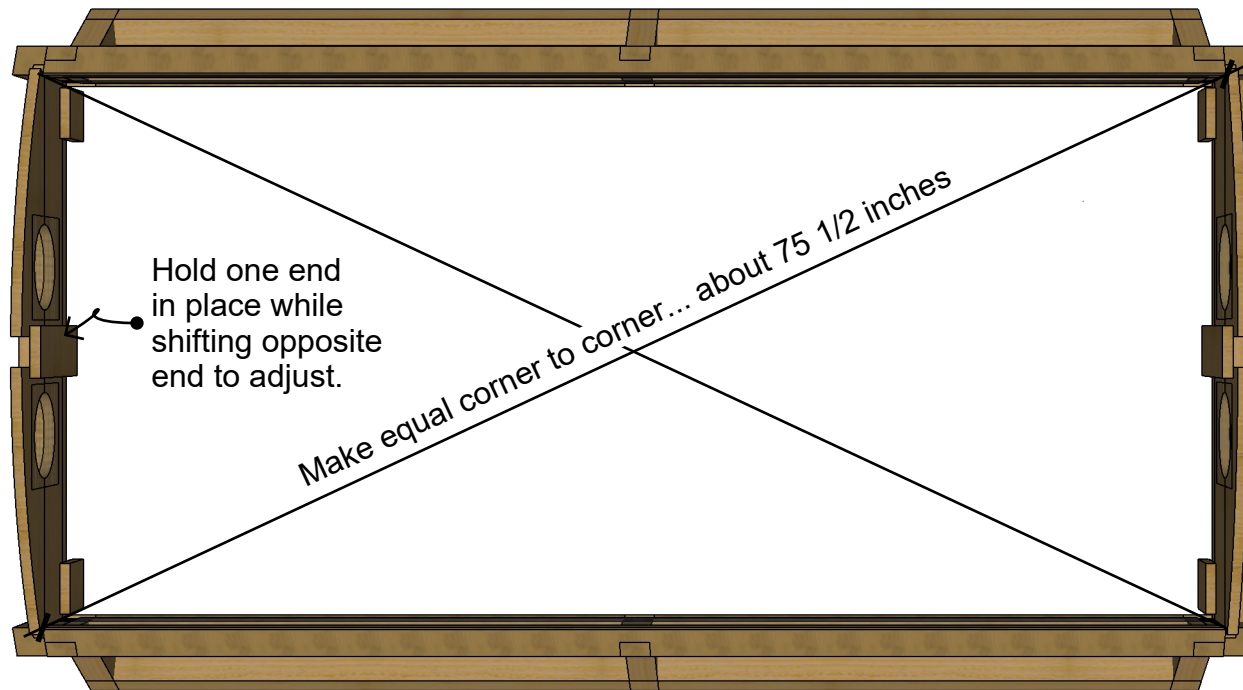 Hold one end
in place while
shifting opposite
end to adjust.
Make equal corner to corner... about 75 1/2 inches